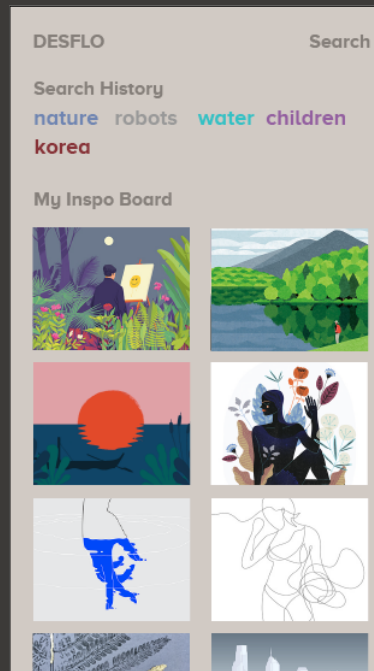 DESFLO Search
Search History
nature robots water children
korea
My Inspo Board